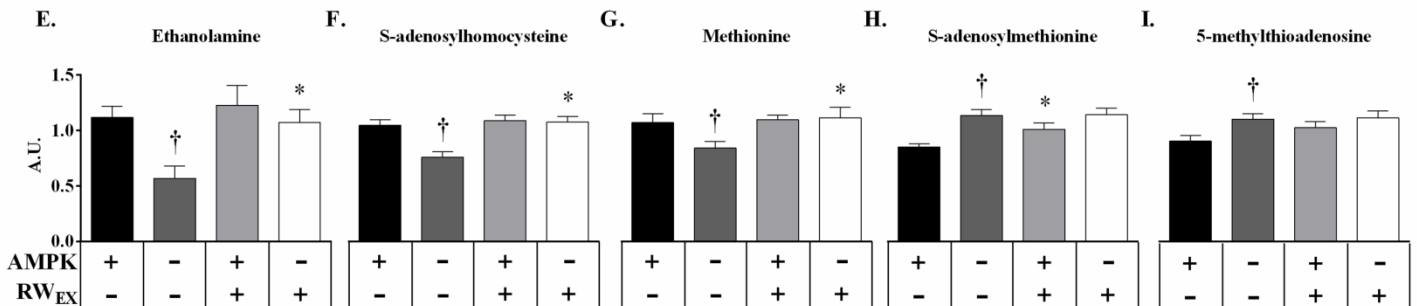 E.
F.
G.
H.
I.
Ethanolamine
S-adenosylhomocysteine
Methionine
S-adenosylmethionine
5-methylthioadenosine
A.U.
1.5
1.0
0.5
0.0
†
*
†
*
†
*
†
*
†
AMPK + − + − + − + − + − + − + − + − + − + −
RWEX − − + + − − + + − − + + − − + + − − + +